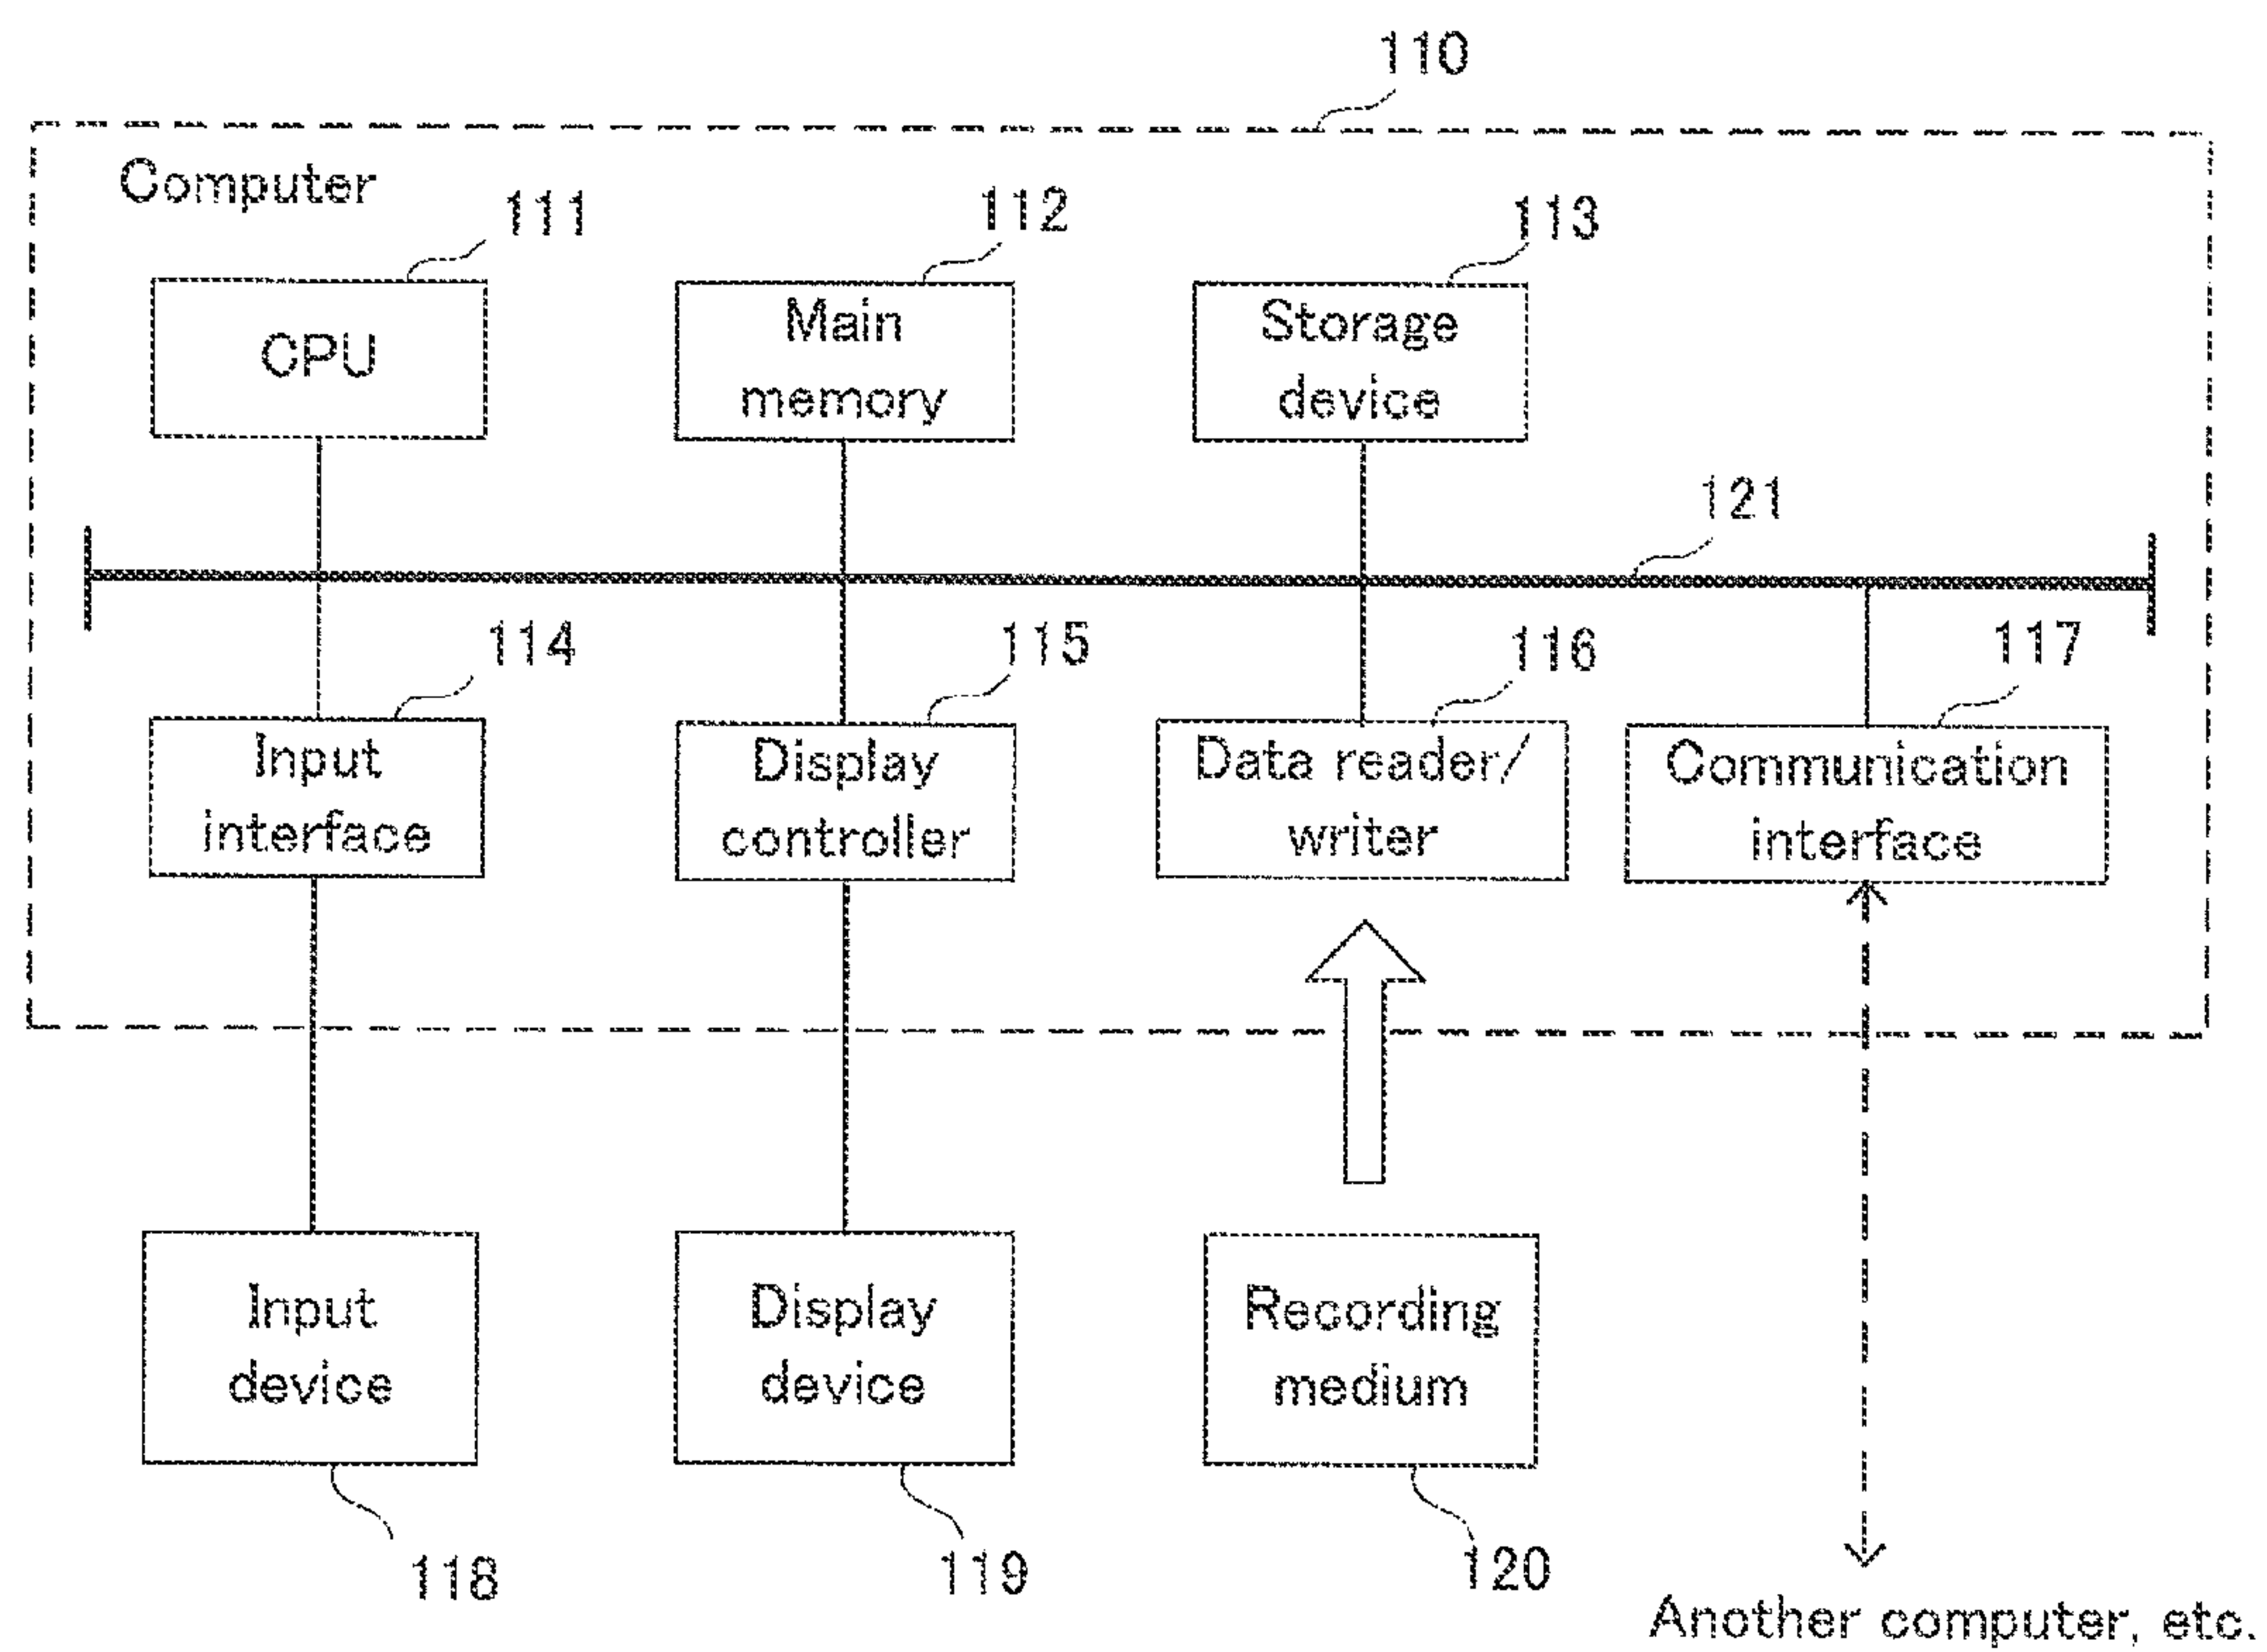 110
Computer
111
112
113
CPU
Main
memory
Storage
device
121
114
115
116
117
Input
interface
Display
controller
Data reader/
writer
Communication
interface
Input
device
Display
device
Recording
medium
118
119
120
Another computer, etc.